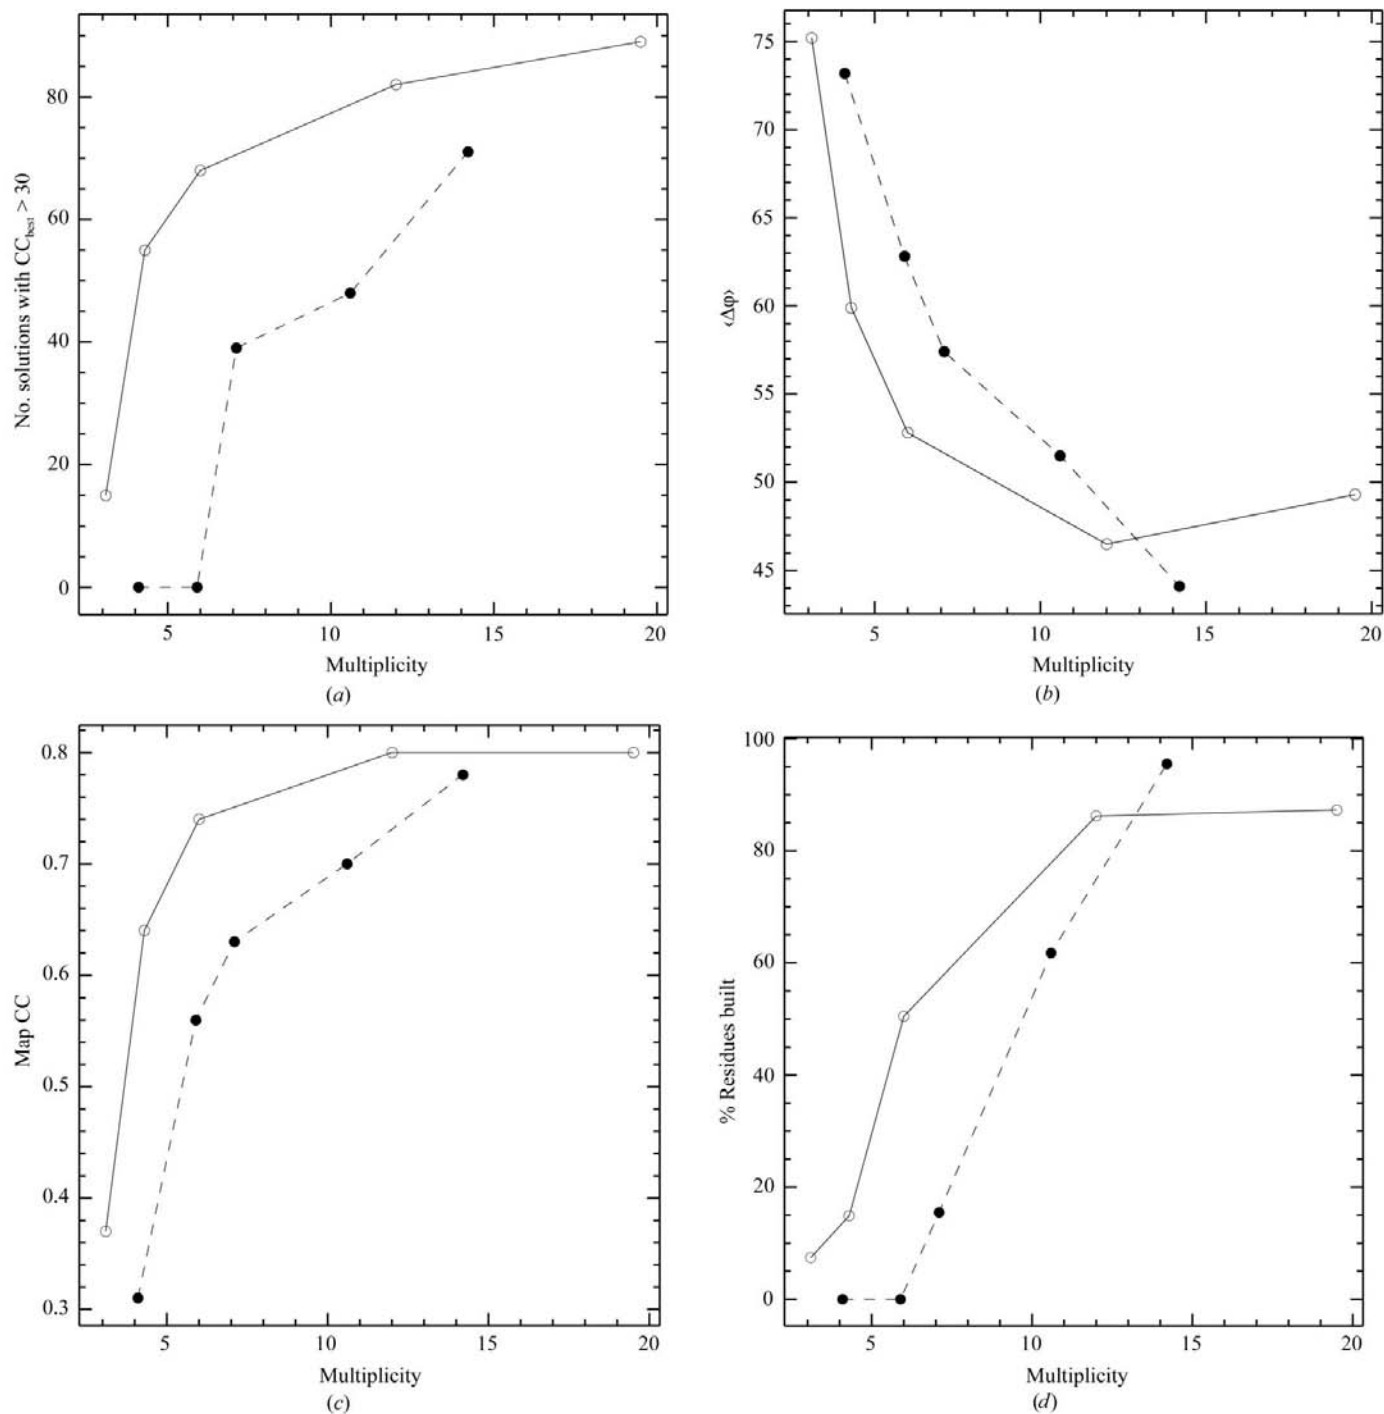 No. solutions with CC_best > 30
80
60
40
20
0
5 10 15 20
Multiplicity
(a)
‹Δφ›
75
70
65
60
55
50
45
5 10 15 20
Multiplicity
(b)
Map CC
0.8
0.7
0.6
0.5
0.4
0.3
5 10 15 20
Multiplicity
(c)
% Residues built
100
80
60
40
20
0
5 10 15 20
Multiplicity
(d)